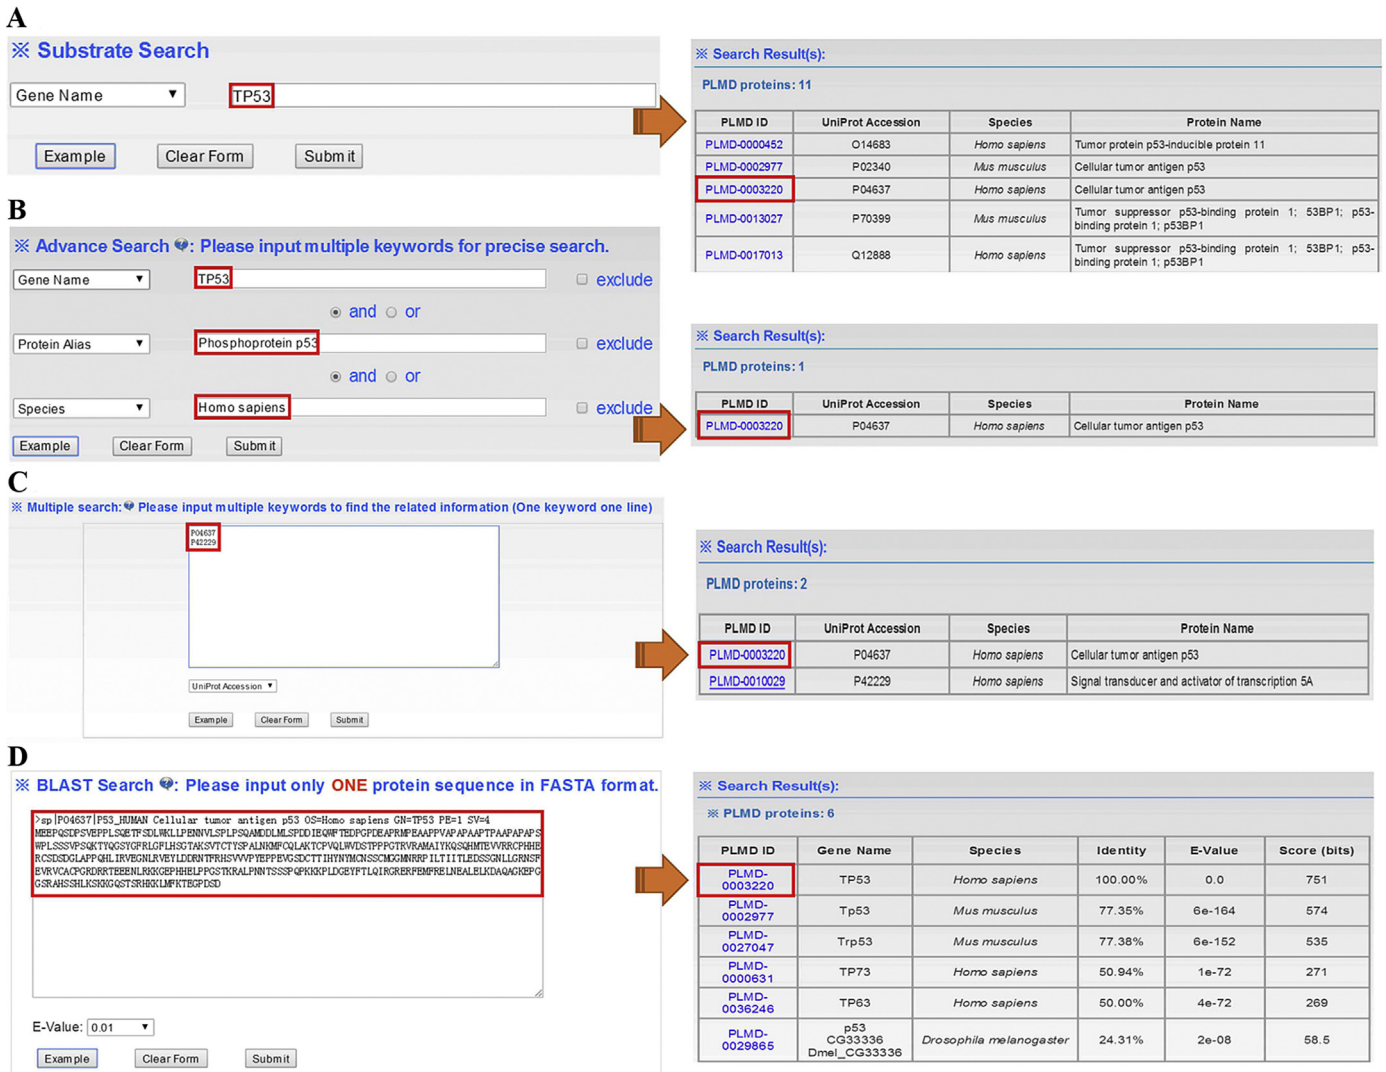 A
※ Substrate Search
Gene Name
TP53
Example
Clear Form
Submit
※ Search Result(s):
PLMD proteins: 11
PLMD ID UniProt Accession Species Protein Name
PLMD-0000452 O14683 Homo sapiens Tumor protein p53-inducible protein 11
PLMD-0002977 P02340 Mus musculus Cellular tumor antigen p53
PLMD-0003220 P04637 Homo sapiens Cellular tumor antigen p53
PLMD-0013027 P70399 Mus musculus Tumor suppressor p53-binding protein 1; 53BP1; p53-
binding protein 1; p53BP1
PLMD-0017013 Q12888 Homo sapiens Tumor suppressor p53-binding protein 1; 53BP1; p53-
binding protein 1; p53BP1
B
※ Advance Search ?: Please input multiple keywords for precise search.
Gene Name TP53 exclude
and or
Protein Alias Phosphoprotein p53 exclude
and or
Species Homo sapiens exclude
Example Clear Form Submit
※ Search Result(s):
PLMD proteins: 1
PLMD ID UniProt Accession Species Protein Name
PLMD-0003220 P04637 Homo sapiens Cellular tumor antigen p53
C
※ Multiple search:? Please input multiple keywords to find the related information (One keyword one line)
P04637
P42229
UniProt Accession
Example Clear Form Submit
※ Search Result(s):
PLMD proteins: 2
PLMD ID UniProt Accession Species Protein Name
PLMD-0003220 P04637 Homo sapiens Cellular tumor antigen p53
PLMD-0010029 P42229 Homo sapiens Signal transducer and activator of transcription 5A
D
※ BLAST Search ?: Please input only ONE protein sequence in FASTA format.
>sp|P04637|P53_HUMAN Cellular tumor antigen p53 OS=Homo sapiens GN=TP53 PE=1 SV=4
MEEPQSDPSVEPPLSQETFSDLWKLLPENNVLSPLPSQAMDDLMLSPDDIEQWFTEDPGPDEAPRMPEAAPPVAPAPAAPTPAAPAPAPS
WPLSSSVPSQKTYQGSYGFRLGFLHSGTAKSVTCTYSPALNKMFCQLAKTCPVQLWVDSTPPPGTRVRAMAIYKQSQHMTEVVRRCPHHE
RCSDSDGLAPPQHLIRVEGNLRVEYLDDRNTFRHSVVVPYEPPEVGSDCTTIHYNYMCNSSCMGGMNRRPILTIITLEDSSGNLLGRNSF
EVRVCACPGRDRRTEEENLRKKGEPHHELPPGSTKRALPNNTSSSPQPKKKPLDGEYFTLQIRGRERFEMFRELNEALELKDAQAGKEPG
GSRAHSSHLKSKKGQSTSRHKKLMFKTEGPDSD
E-Value: 0.01
Example Clear Form Submit
※ Search Result(s):
※ PLMD proteins: 6
PLMD ID Gene Name Species Identity E-Value Score (bits)
PLMD-
0003220 TP53 Homo sapiens 100.00% 0.0 751
PLMD-
0002977 Tp53 Mus musculus 77.35% 6e-164 574
PLMD-
0027047 Trp53 Mus musculus 77.38% 6e-152 535
PLMD-
0000631 TP73 Homo sapiens 50.94% 1e-72 271
PLMD-
0036246 TP63 Homo sapiens 50.00% 4e-72 269
p53
PLMD-
0029865 CG33336 Drosophila melanogaster 24.31% 2e-08 58.5
Dmel_CG33336